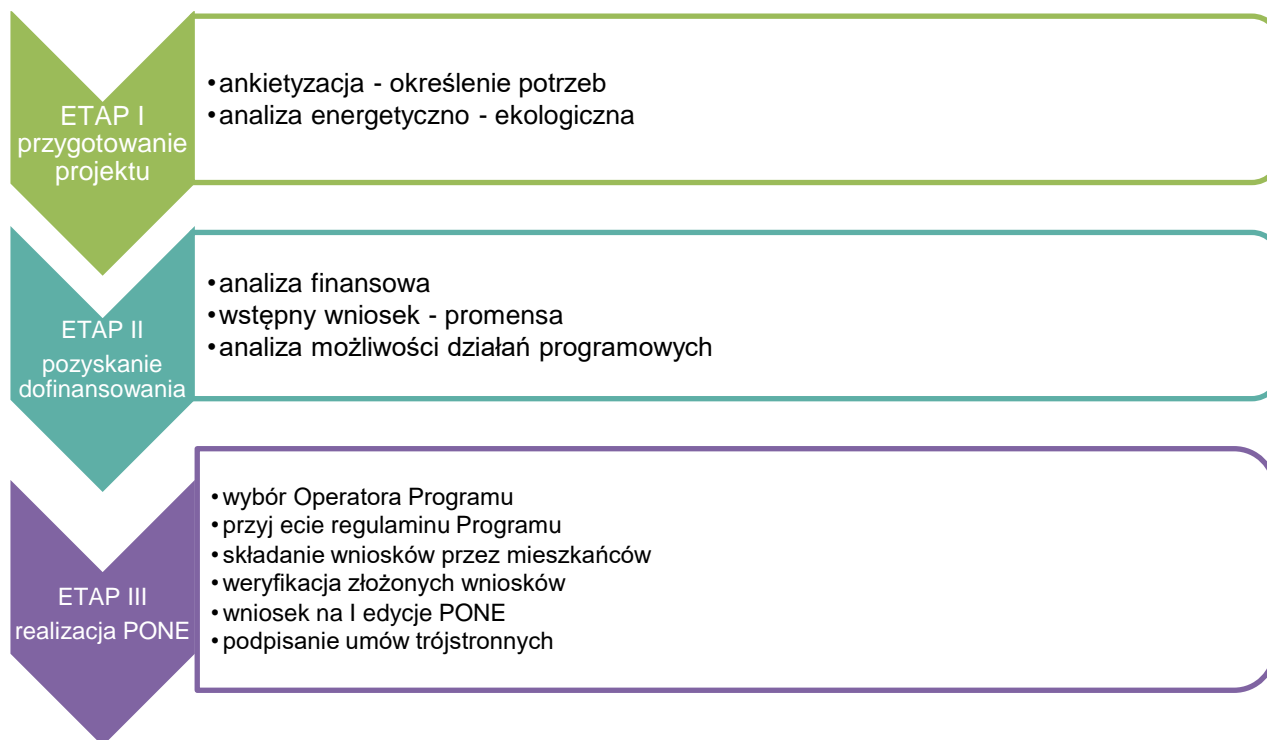 ETAP I
przygotowanie
projektu
•ankietyzacja - określenie potrzeb
•analiza energetyczno - ekologiczna
ETAP II
pozyskanie
dofinansowania
•analiza finansowa
•wstępny wniosek - promensa
•analiza możliwości działań programowych
ETAP III
realizacja PONE
•wybór Operatora Programu
•przyj ecie regulaminu Programu
•składanie wniosków przez mieszkańców
•weryfikacja złożonych wniosków
•wniosek na I edycje PONE
•podpisanie umów trójstronnych